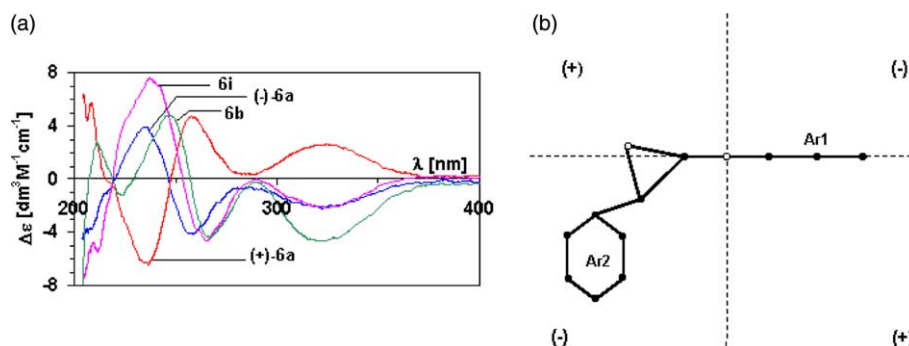 (a)
8
4
0
-4
-8
Δε [dm³M⁻¹cm⁻¹]
200
300
400
λ [nm]
6i
(-)-6a
6b
(+)-6a
(b)
(+)
(-)
Ar1
Ar2
(-)
(+)